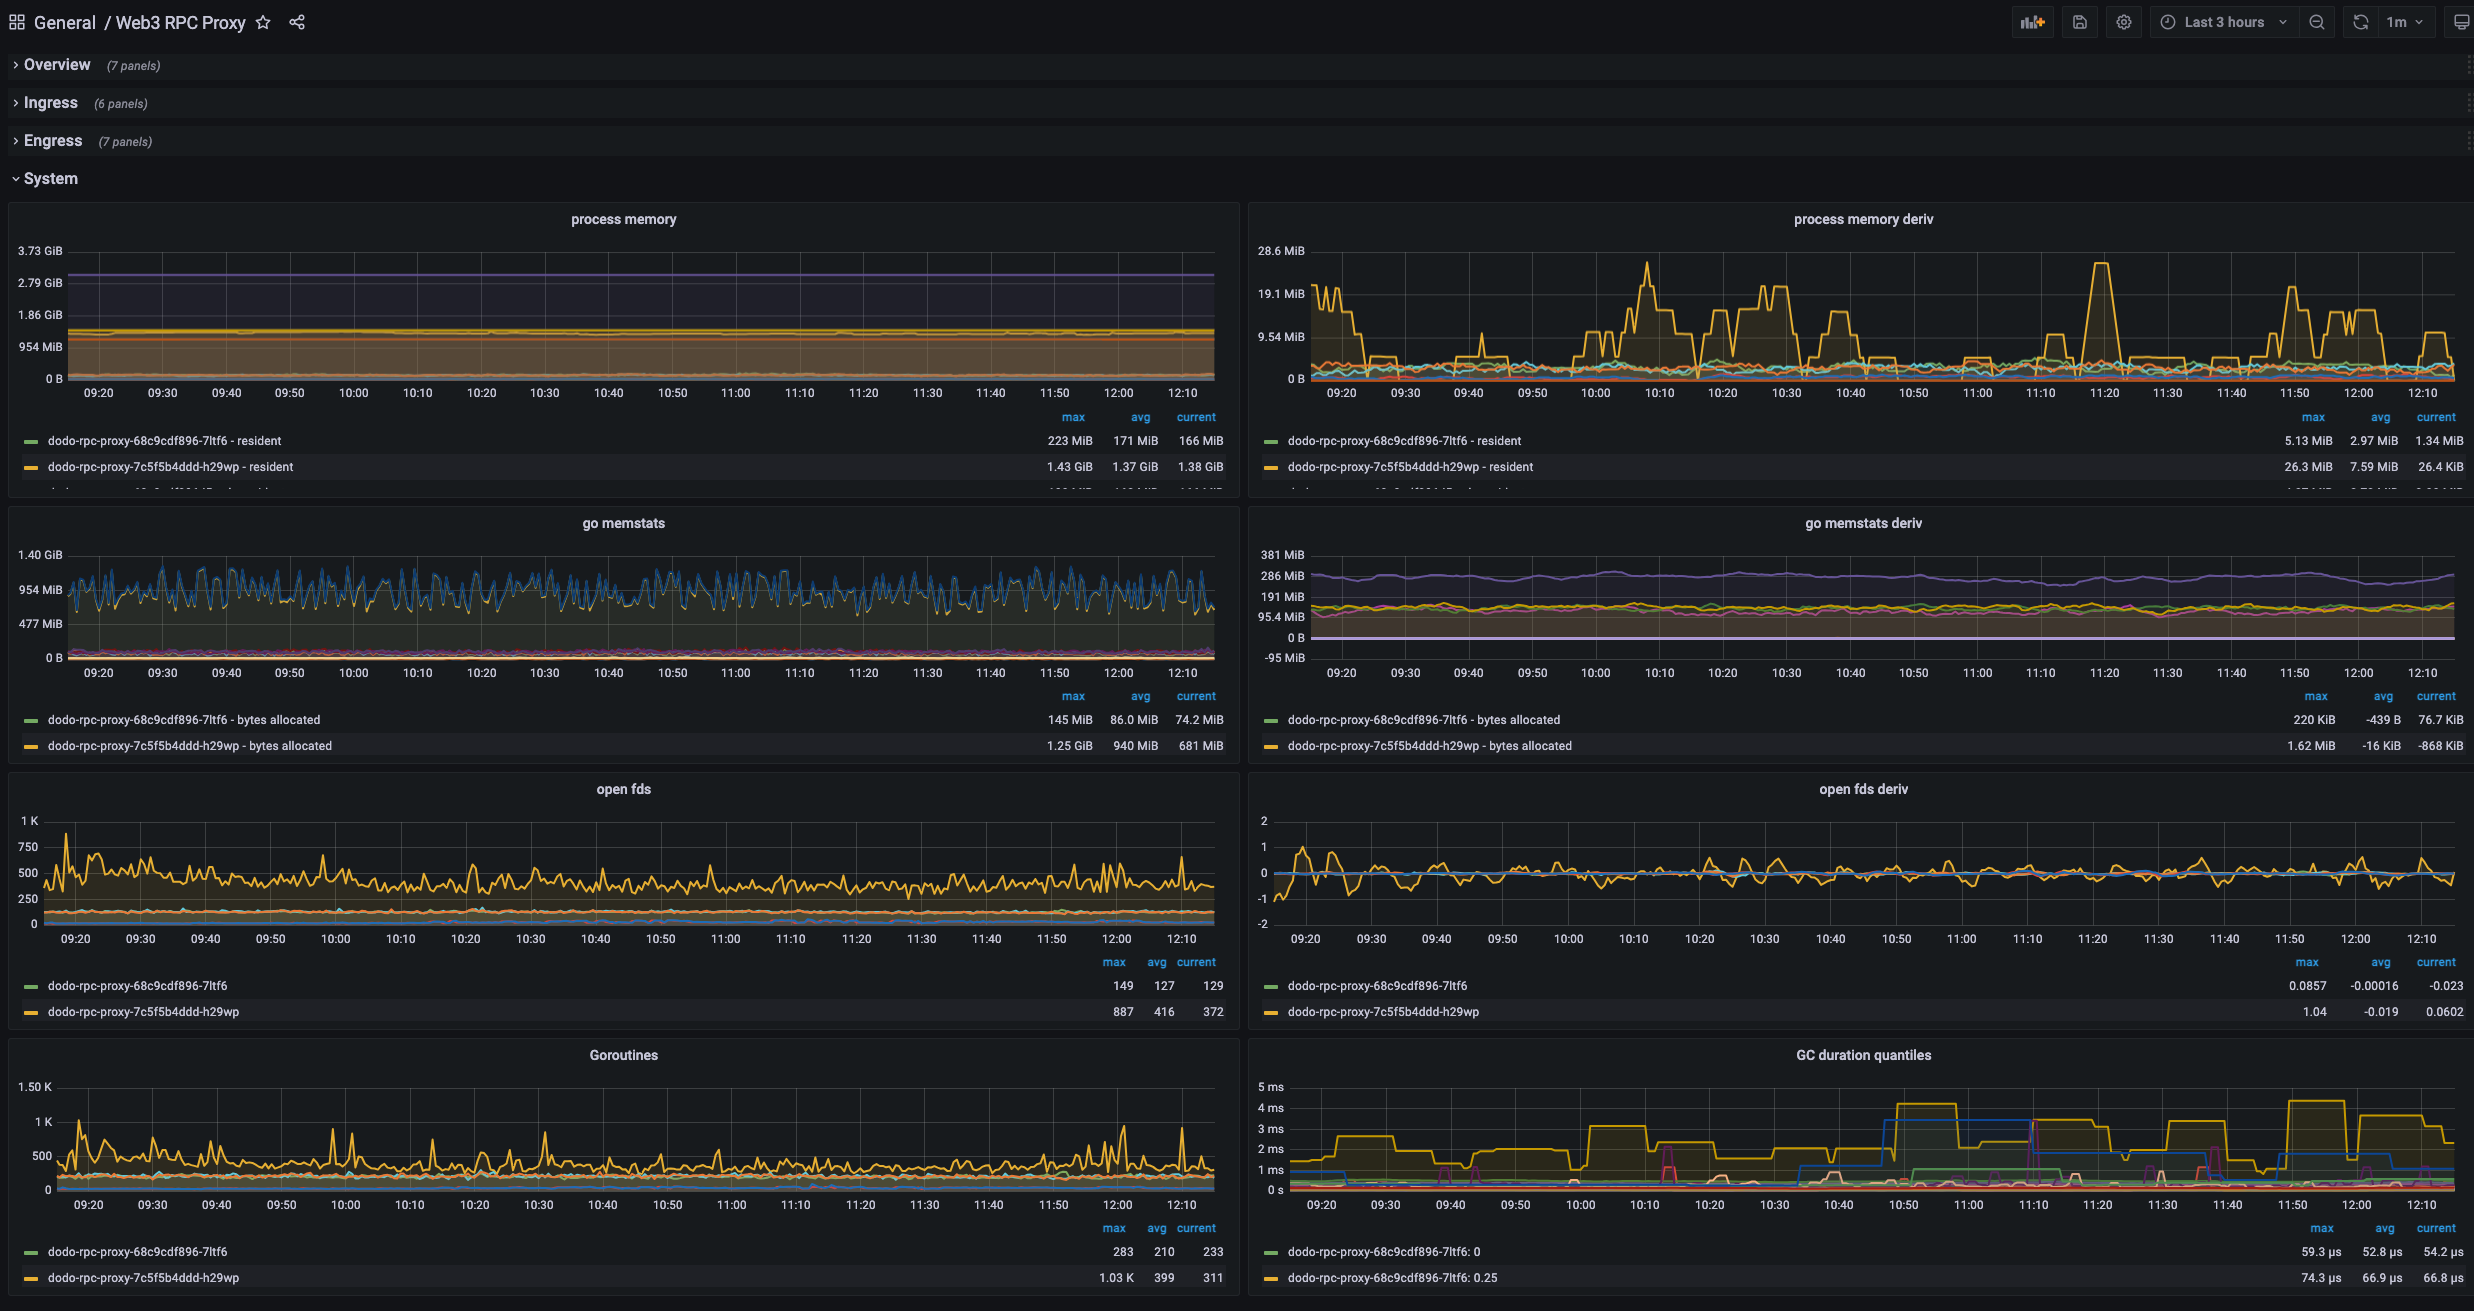 General / Web3 RPC Proxy
Last 3 hours
1m
Overview (7 panels)
Ingress (6 panels)
Engress (7 panels)
System
process memory
3.73 GiB
2.79 GiB
1.86 GiB
954 MiB
0 B
09:20 09:30 09:40 09:50 10:00 10:10 10:20 10:30 10:40 10:50 11:00 11:10 11:20 11:30 11:40 11:50 12:00 12:10
max avg current
dodo-rpc-proxy-68c9cdf896-7ltf6 - resident 223 MiB 171 MiB 166 MiB
dodo-rpc-proxy-7c5f5b4ddd-h29wp - resident 1.43 GiB 1.37 GiB 1.38 GiB
process memory deriv
28.6 MiB
19.1 MiB
9.54 MiB
0 B
09:20 09:30 09:40 09:50 10:00 10:10 10:20 10:30 10:40 10:50 11:00 11:10 11:20 11:30 11:40 11:50 12:00 12:10
max avg current
dodo-rpc-proxy-68c9cdf896-7ltf6 - resident 5.13 MiB 2.97 MiB 1.34 MiB
dodo-rpc-proxy-7c5f5b4ddd-h29wp - resident 26.3 MiB 7.59 MiB 26.4 KiB
go memstats
1.40 GiB
954 MiB
477 MiB
0 B
09:20 09:30 09:40 09:50 10:00 10:10 10:20 10:30 10:40 10:50 11:00 11:10 11:20 11:30 11:40 11:50 12:00 12:10
max avg current
dodo-rpc-proxy-68c9cdf896-7ltf6 - bytes allocated 145 MiB 86.0 MiB 74.2 MiB
dodo-rpc-proxy-7c5f5b4ddd-h29wp - bytes allocated 1.25 GiB 940 MiB 681 MiB
go memstats deriv
381 MiB
286 MiB
191 MiB
95.4 MiB
0 B
-95 MiB
09:20 09:30 09:40 09:50 10:00 10:10 10:20 10:30 10:40 10:50 11:00 11:10 11:20 11:30 11:40 11:50 12:00 12:10
max avg current
dodo-rpc-proxy-68c9cdf896-7ltf6 - bytes allocated 220 KiB -439 B 76.7 KiB
dodo-rpc-proxy-7c5f5b4ddd-h29wp - bytes allocated 1.62 MiB -16 KiB -868 KiB
open fds
1 K
750
500
250
0
09:20 09:30 09:40 09:50 10:00 10:10 10:20 10:30 10:40 10:50 11:00 11:10 11:20 11:30 11:40 11:50 12:00 12:10
max avg current
dodo-rpc-proxy-68c9cdf896-7ltf6 149 127 129
dodo-rpc-proxy-7c5f5b4ddd-h29wp 887 416 372
open fds deriv
2
1
0
-1
-2
09:20 09:30 09:40 09:50 10:00 10:10 10:20 10:30 10:40 10:50 11:00 11:10 11:20 11:30 11:40 11:50 12:00 12:10
max avg current
dodo-rpc-proxy-68c9cdf896-7ltf6 0.0857 -0.00016 -0.023
dodo-rpc-proxy-7c5f5b4ddd-h29wp 1.04 -0.019 0.0602
Goroutines
1.50 K
1 K
500
0
09:20 09:30 09:40 09:50 10:00 10:10 10:20 10:30 10:40 10:50 11:00 11:10 11:20 11:30 11:40 11:50 12:00 12:10
max avg current
dodo-rpc-proxy-68c9cdf896-7ltf6 283 210 233
dodo-rpc-proxy-7c5f5b4ddd-h29wp 1.03 K 399 311
GC duration quantiles
5 ms
4 ms
3 ms
2 ms
1 ms
0 s
09:20 09:30 09:40 09:50 10:00 10:10 10:20 10:30 10:40 10:50 11:00 11:10 11:20 11:30 11:40 11:50 12:00 12:10
max avg current
dodo-rpc-proxy-68c9cdf896-7ltf6: 0 59.3 µs 52.8 µs 54.2 µs
dodo-rpc-proxy-68c9cdf896-7ltf6: 0.25 74.3 µs 66.9 µs 66.8 µs